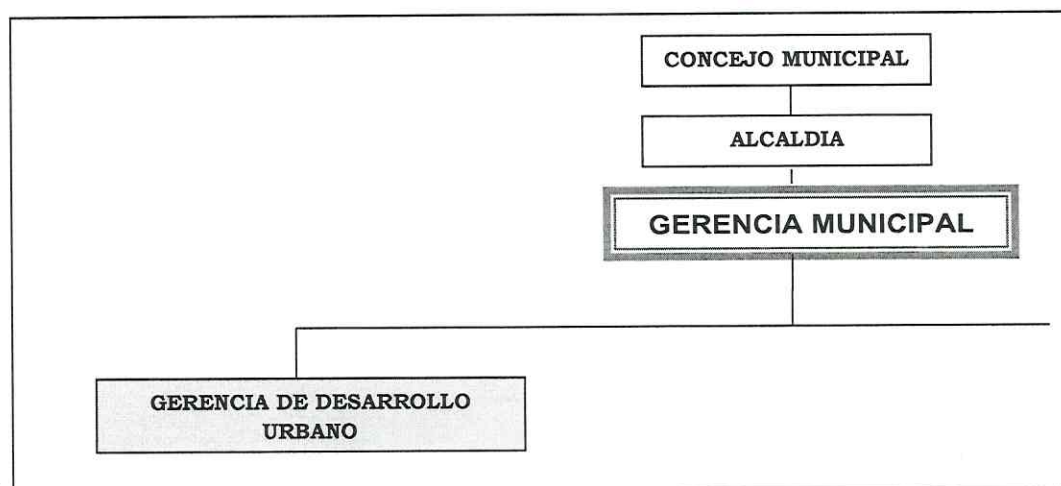 CONCEJO MUNICIPAL
ALCALDIA
GERENCIA MUNICIPAL
GERENCIA DE DESARROLLO
URBANO